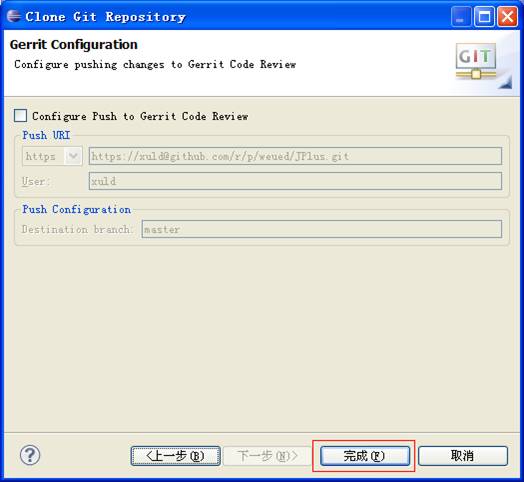 Clone Git Repository
Gerrit Configuration
Configure pushing changes to Gerrit Code Review
GIT
Configure Push to Gerrit Code Review
Push URI
https https://xuld@github.com/r/p/weued/JPlus.git
User: xuld
Push Configuration
Destination branch: master
? <上一步(B) 下一步(N)> 完成(F) 取消